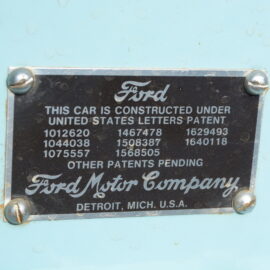 Ford
THIS CAR IS CONSTRUCTED UNDER
UNITED STATES LETTERS PATENT
1012620 1467478 1629493
1044038 1508387 1640118
1075557 1568505
OTHER PATENTS PENDING
Ford Motor Company
DETROIT, MICH. U.S.A.